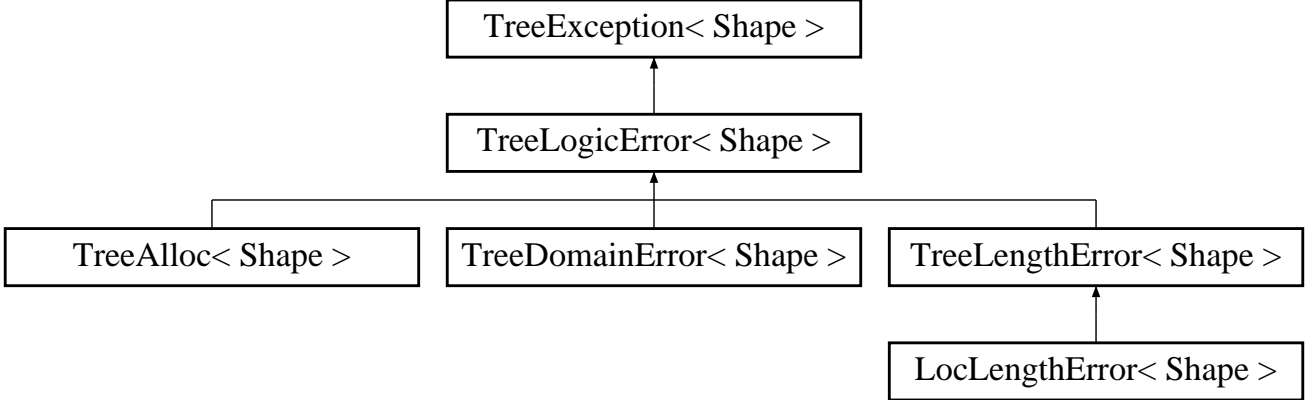 TreeException< Shape >
TreeLogicError< Shape >
TreeAlloc< Shape >
TreeDomainError< Shape >
TreeLengthError< Shape >
LocLengthError< Shape >